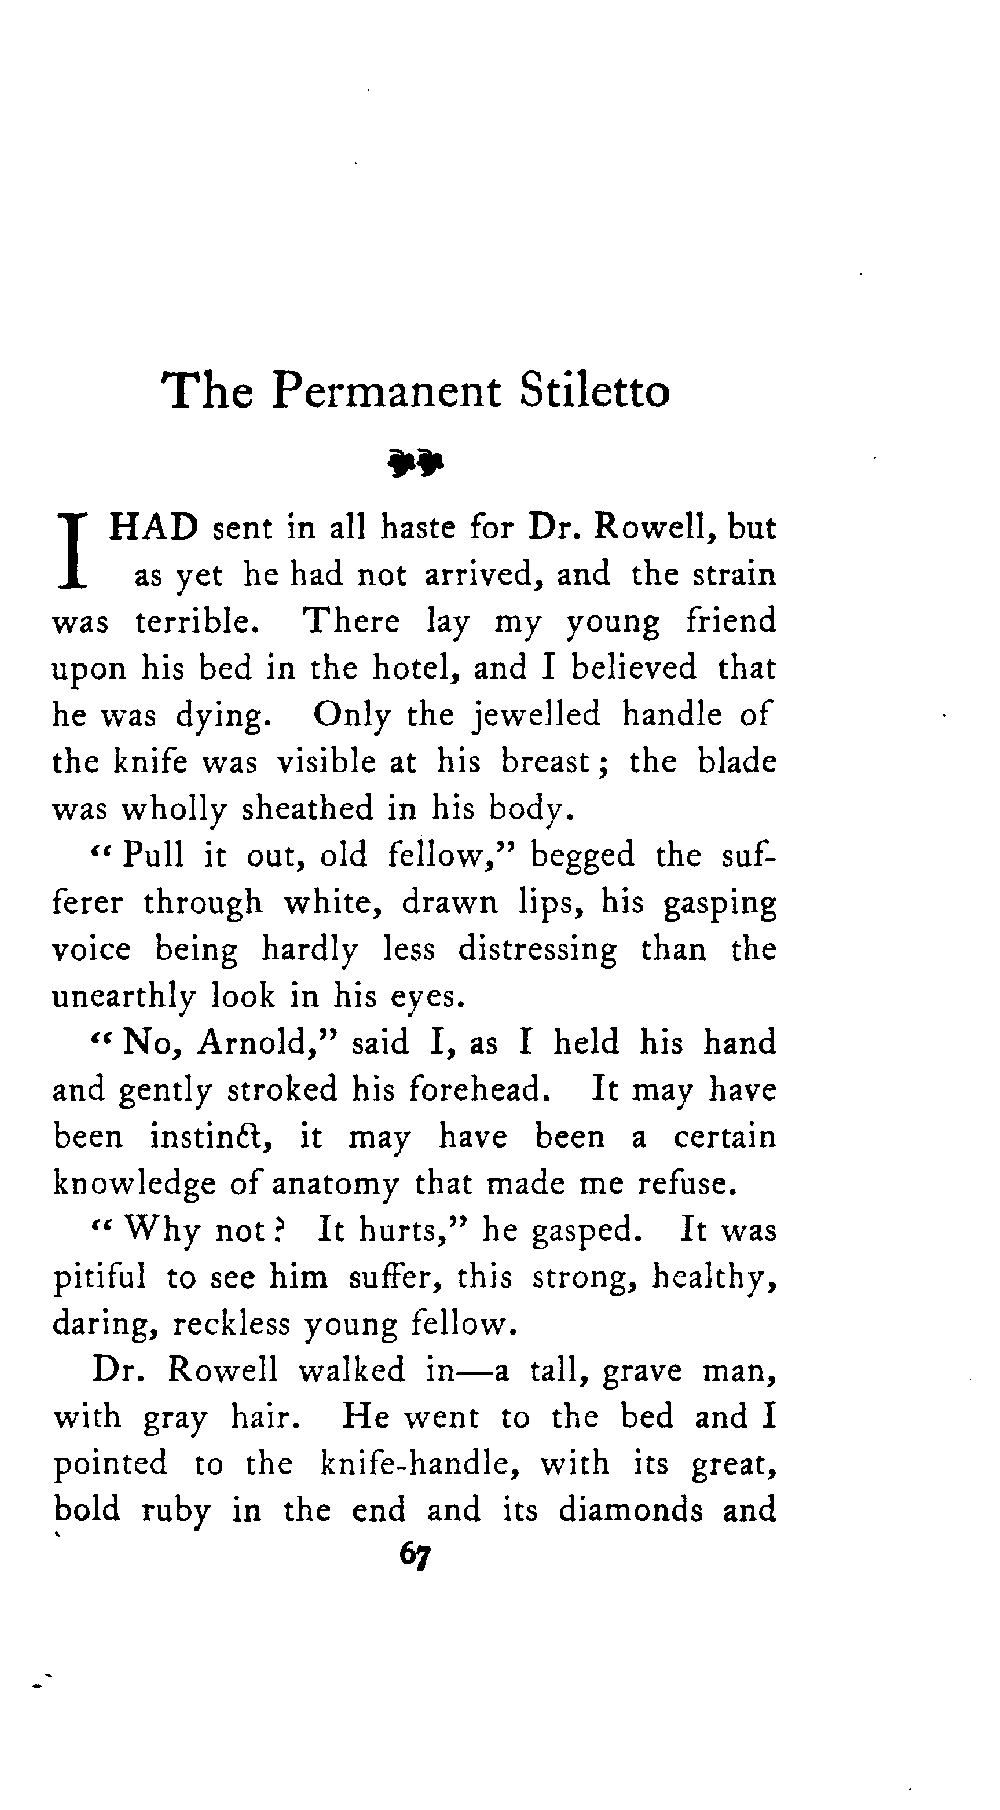 The Permanent Stiletto
I HAD sent in all haste for Dr. Rowell, but
as yet he had not arrived, and the strain
was terrible. There lay my young friend
upon his bed in the hotel, and I believed that
he was dying. Only the jewelled handle of
the knife was visible at his breast; the blade
was wholly sheathed in his body.
“Pull it out, old fellow,” begged the suf-
ferer through white, drawn lips, his gasping
voice being hardly less distressing than the
unearthly look in his eyes.
“No, Arnold,” said I, as I held his hand
and gently stroked his forehead. It may have
been instinct, it may have been a certain
knowledge of anatomy that made me refuse.
“Why not? It hurts,” he gasped. It was
pitiful to see him suffer, this strong, healthy,
daring, reckless young fellow.
Dr. Rowell walked in—a tall, grave man,
with gray hair. He went to the bed and I
pointed to the knife-handle, with its great,
bold ruby in the end and its diamonds and
67